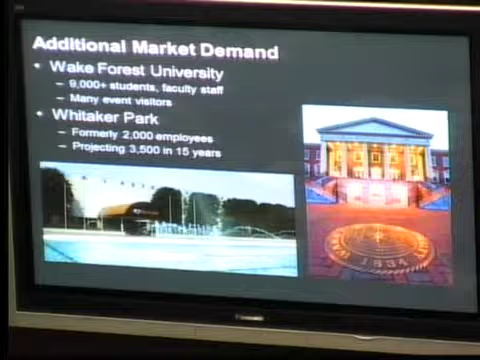 Additional Market Demand
• Wake Forest University
– 9,000+ students, faculty staff
– Many event visitors
• Whitaker Park
– Formerly 2,000 employees
– Projecting 3,500 in 15 years
1834